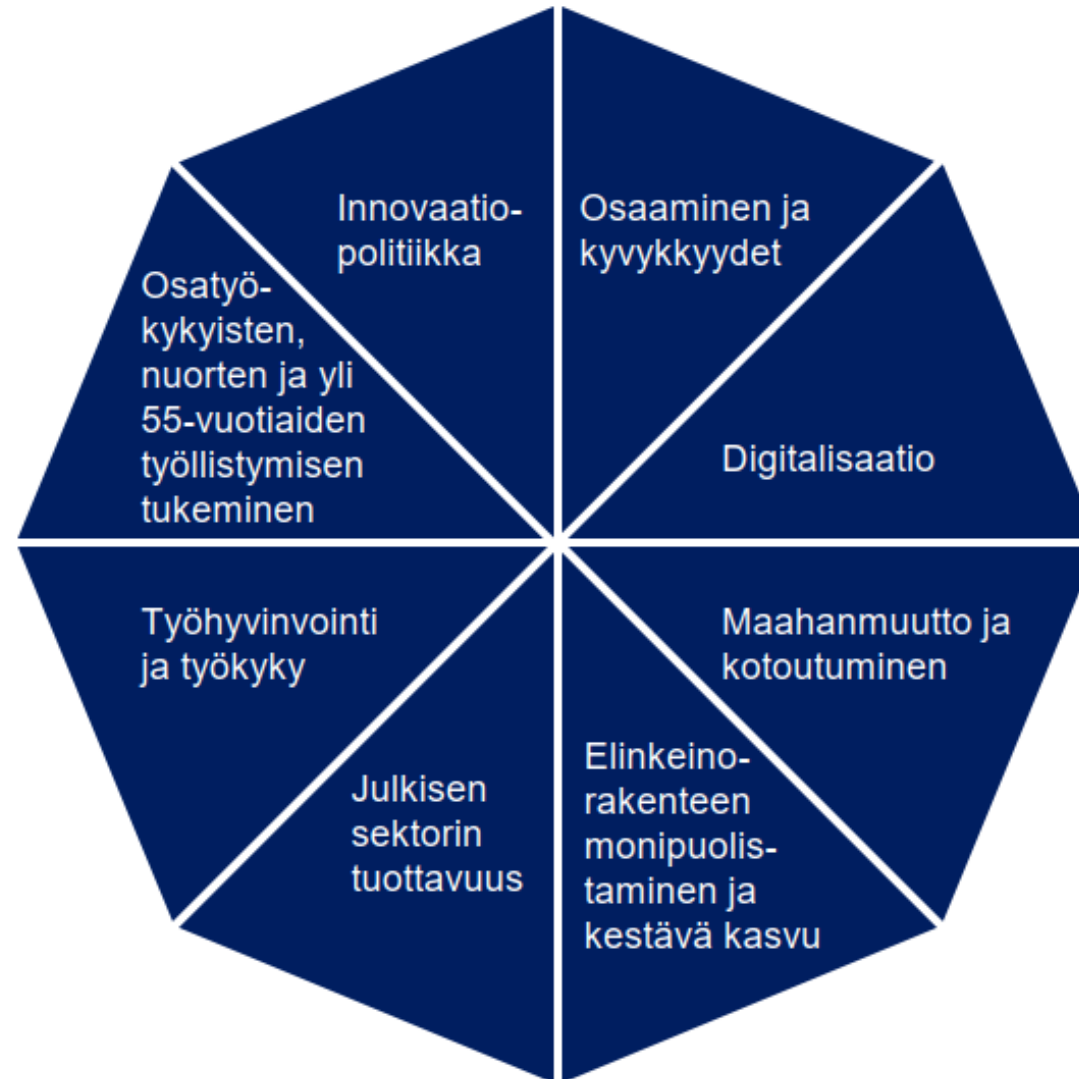 Innovaatio-
politiikka
Osaaminen ja
kyvykkyydet
Digitalisaatio
Maahanmuutto ja
kotoutuminen
Elinkeino-
rakenteen
monipuolis-
taminen ja
kestävä kasvu
Julkisen
sektorin
tuottavuus
Työhyvinvointi
ja työkyky
Osatyö-
kykyisten,
nuorten ja yli
55-vuotiaiden
työllistymisen
tukeminen